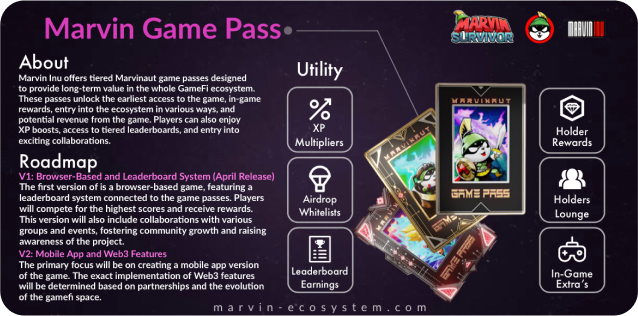 Marvin Game Pass
MARVIN
SURVIVOR
MARVIN INU
About
Marvin Inu offers tiered Marvinaut game passes designed
to provide long-term value in the whole GameFi ecosystem.
These passes unlock the earliest access to the game, in-game
rewards, entry into the ecosystem in various ways, and
potential revenue from the game. Players can also enjoy
XP boosts, access to tiered leaderboards, and entry into
exciting collaborations.
Roadmap
V1: Browser-Based and Leaderboard System (April Release)
The first version of is a browser-based game, featuring a
leaderboard system connected to the game passes. Players
will compete for the highest scores and receive rewards.
This version will also include collaborations with various
groups and events, fostering community growth and raising
awareness of the project.
V2: Mobile App and Web3 Features
The primary focus will be on creating a mobile app version
of the game. The exact implementation of Web3 features
will be determined based on partnerships and the evolution
of the gamefi space.
Utility
XP
Multipliers
Airdrop
Whitelists
Leaderboard
Earnings
MARVINAUT
GAME PASS
MARVINAUT
GAME PASS
GAME PASS
Holder
Rewards
Holders
Lounge
In-Game
Extra's
marvin-ecosystem.com